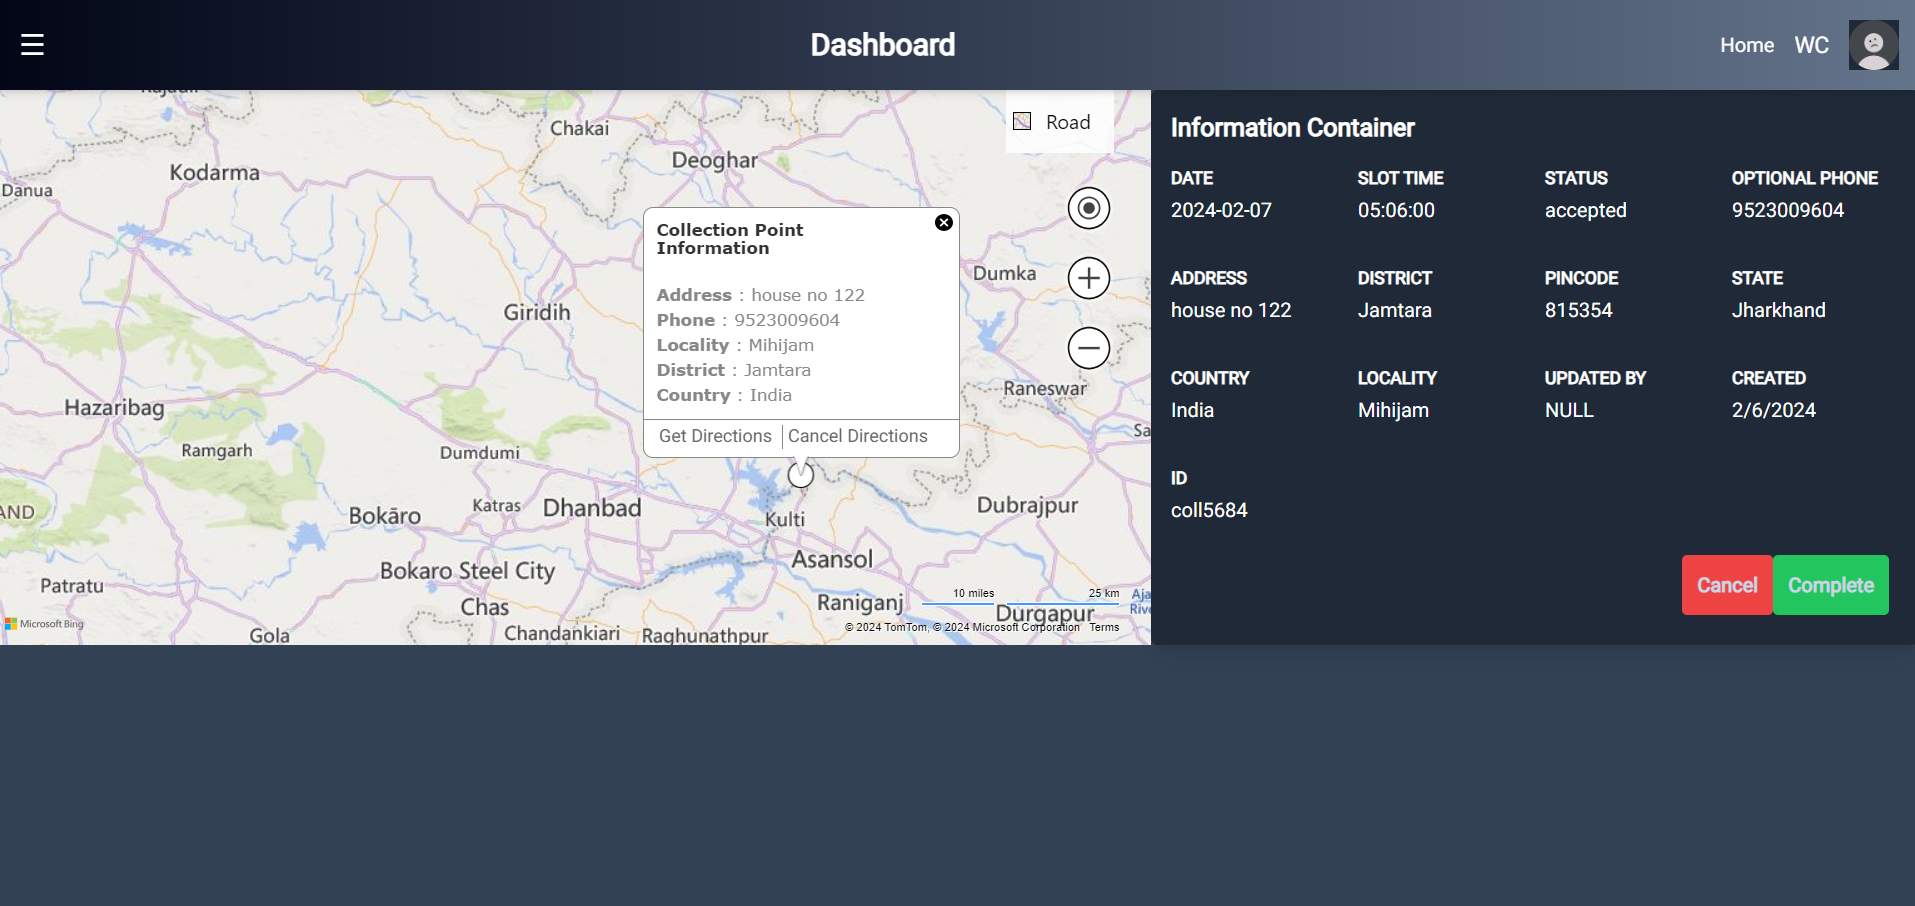 ☰
Dashboard
Home WC
Chakai
Road
Kodarma
Deoghar
Danua
Collection Point
Information
Address : house no 122
Phone : 9523009604
Locality : Mihijam
District : Jamtara
Country : India
Get Directions
Cancel Directions
Dumka
Giridih
Raneswar
Hazaribag
Ramgarh
Dumdumi
Sa
AND
Bokāro
Katras
Dhanbad
Kulti
Dubrajpur
Asansol
Bokaro Steel City
Patratu
Chas
Raniganj
10 miles
25 km
Durgapur
Microsoft Bing
Gola
Chandankiari
Raghunathpur
© 2024 TomTom, © 2024 Microsoft Corporation Terms
Information Container
DATE SLOT TIME STATUS OPTIONAL PHONE
2024-02-07 05:06:00 accepted 9523009604
ADDRESS DISTRICT PINCODE STATE
house no 122 Jamtara 815354 Jharkhand
COUNTRY LOCALITY UPDATED BY CREATED
India Mihijam NULL 2/6/2024
ID
coll5684
Cancel Complete